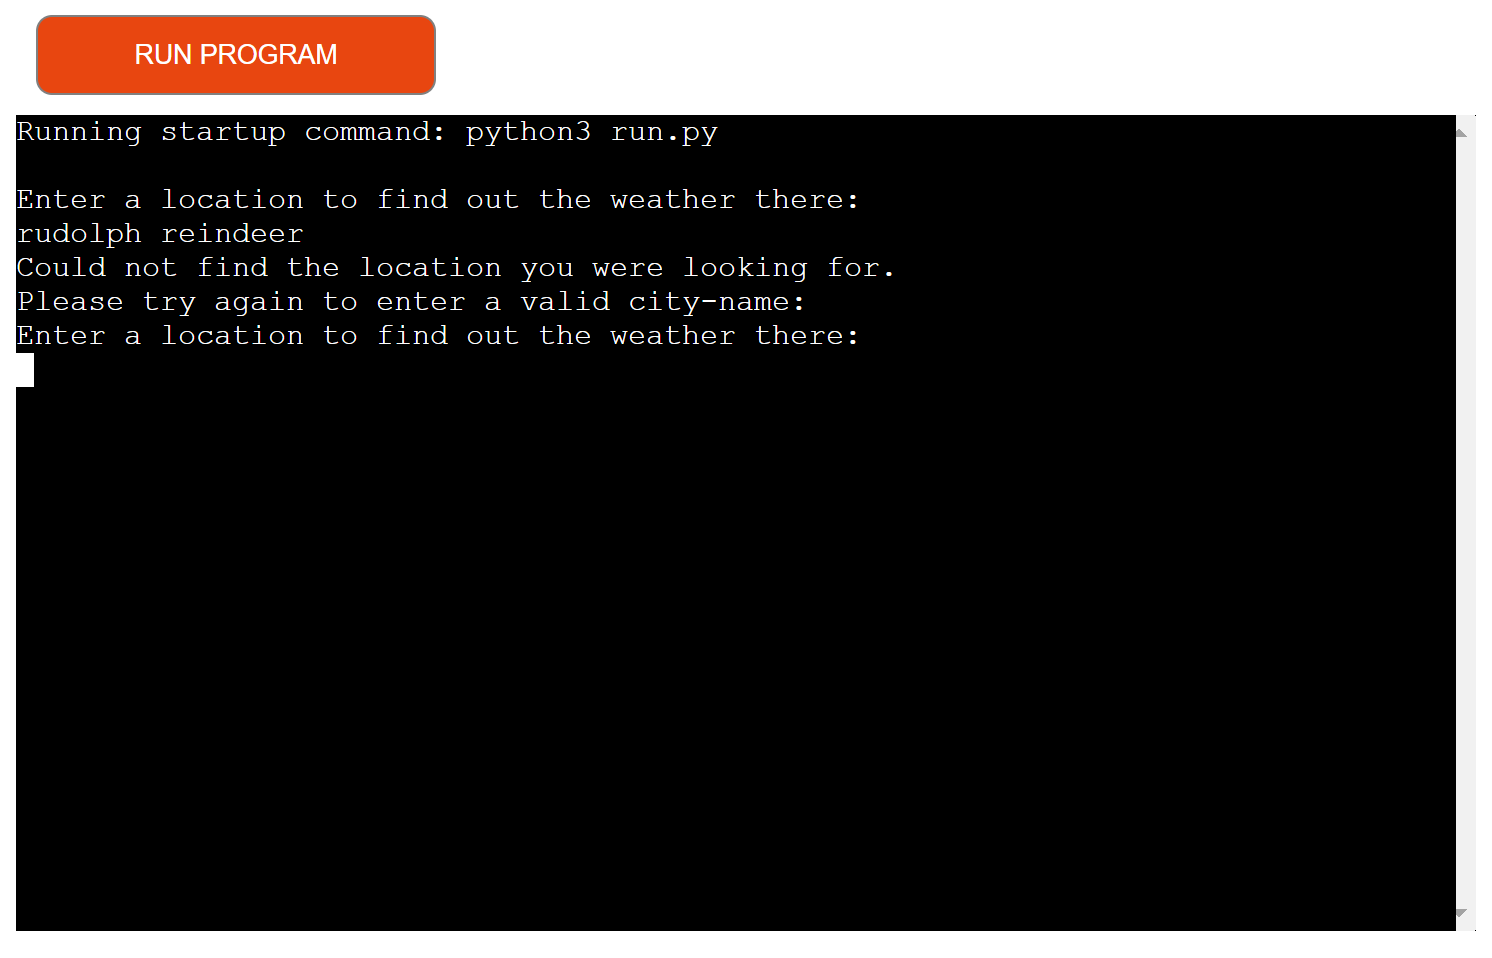 RUN PROGRAM
Running startup command: python3 run.py
Enter a location to find out the weather there:
rudolph reindeer
Could not find the location you were looking for.
Please try again to enter a valid city-name:
Enter a location to find out the weather there: